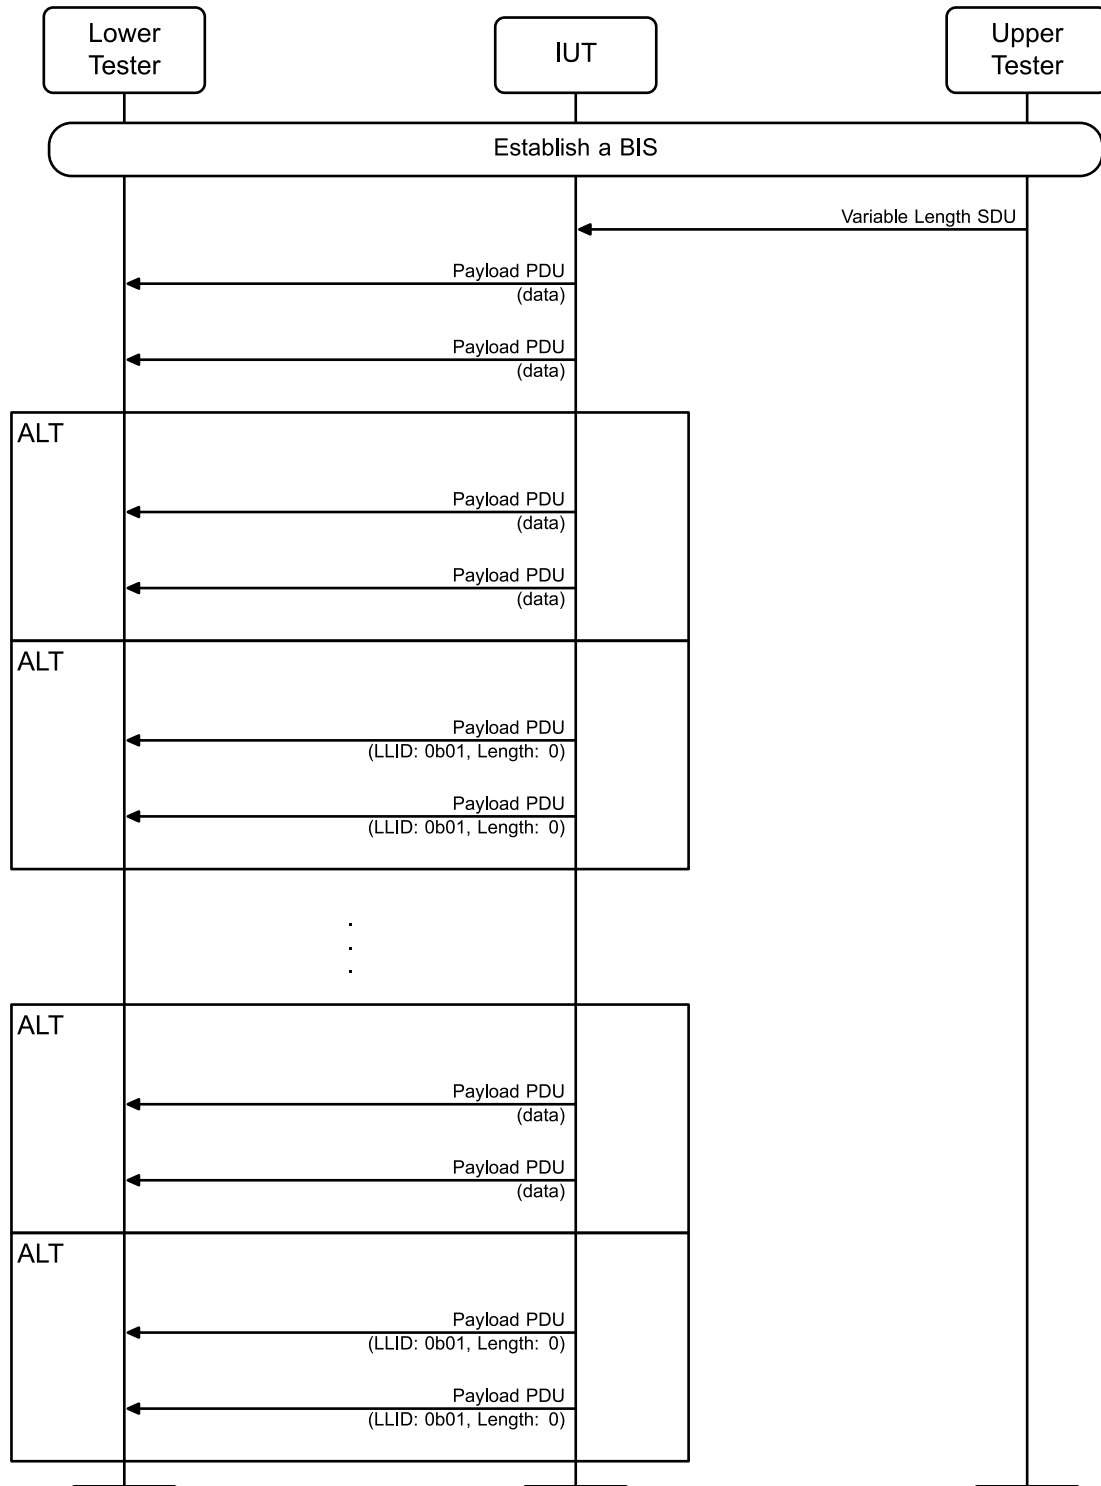 Lower
Tester
IUT
Upper
Tester
Establish a BIS
Variable Length SDU
Payload PDU
(data)
Payload PDU
(data)
ALT
Payload PDU
(data)
Payload PDU
(data)
ALT
Payload PDU
(LLID: 0b01, Length: 0)
Payload PDU
(LLID: 0b01, Length: 0)
.
.
.
ALT
Payload PDU
(data)
Payload PDU
(data)
ALT
Payload PDU
(LLID: 0b01, Length: 0)
Payload PDU
(LLID: 0b01, Length: 0)